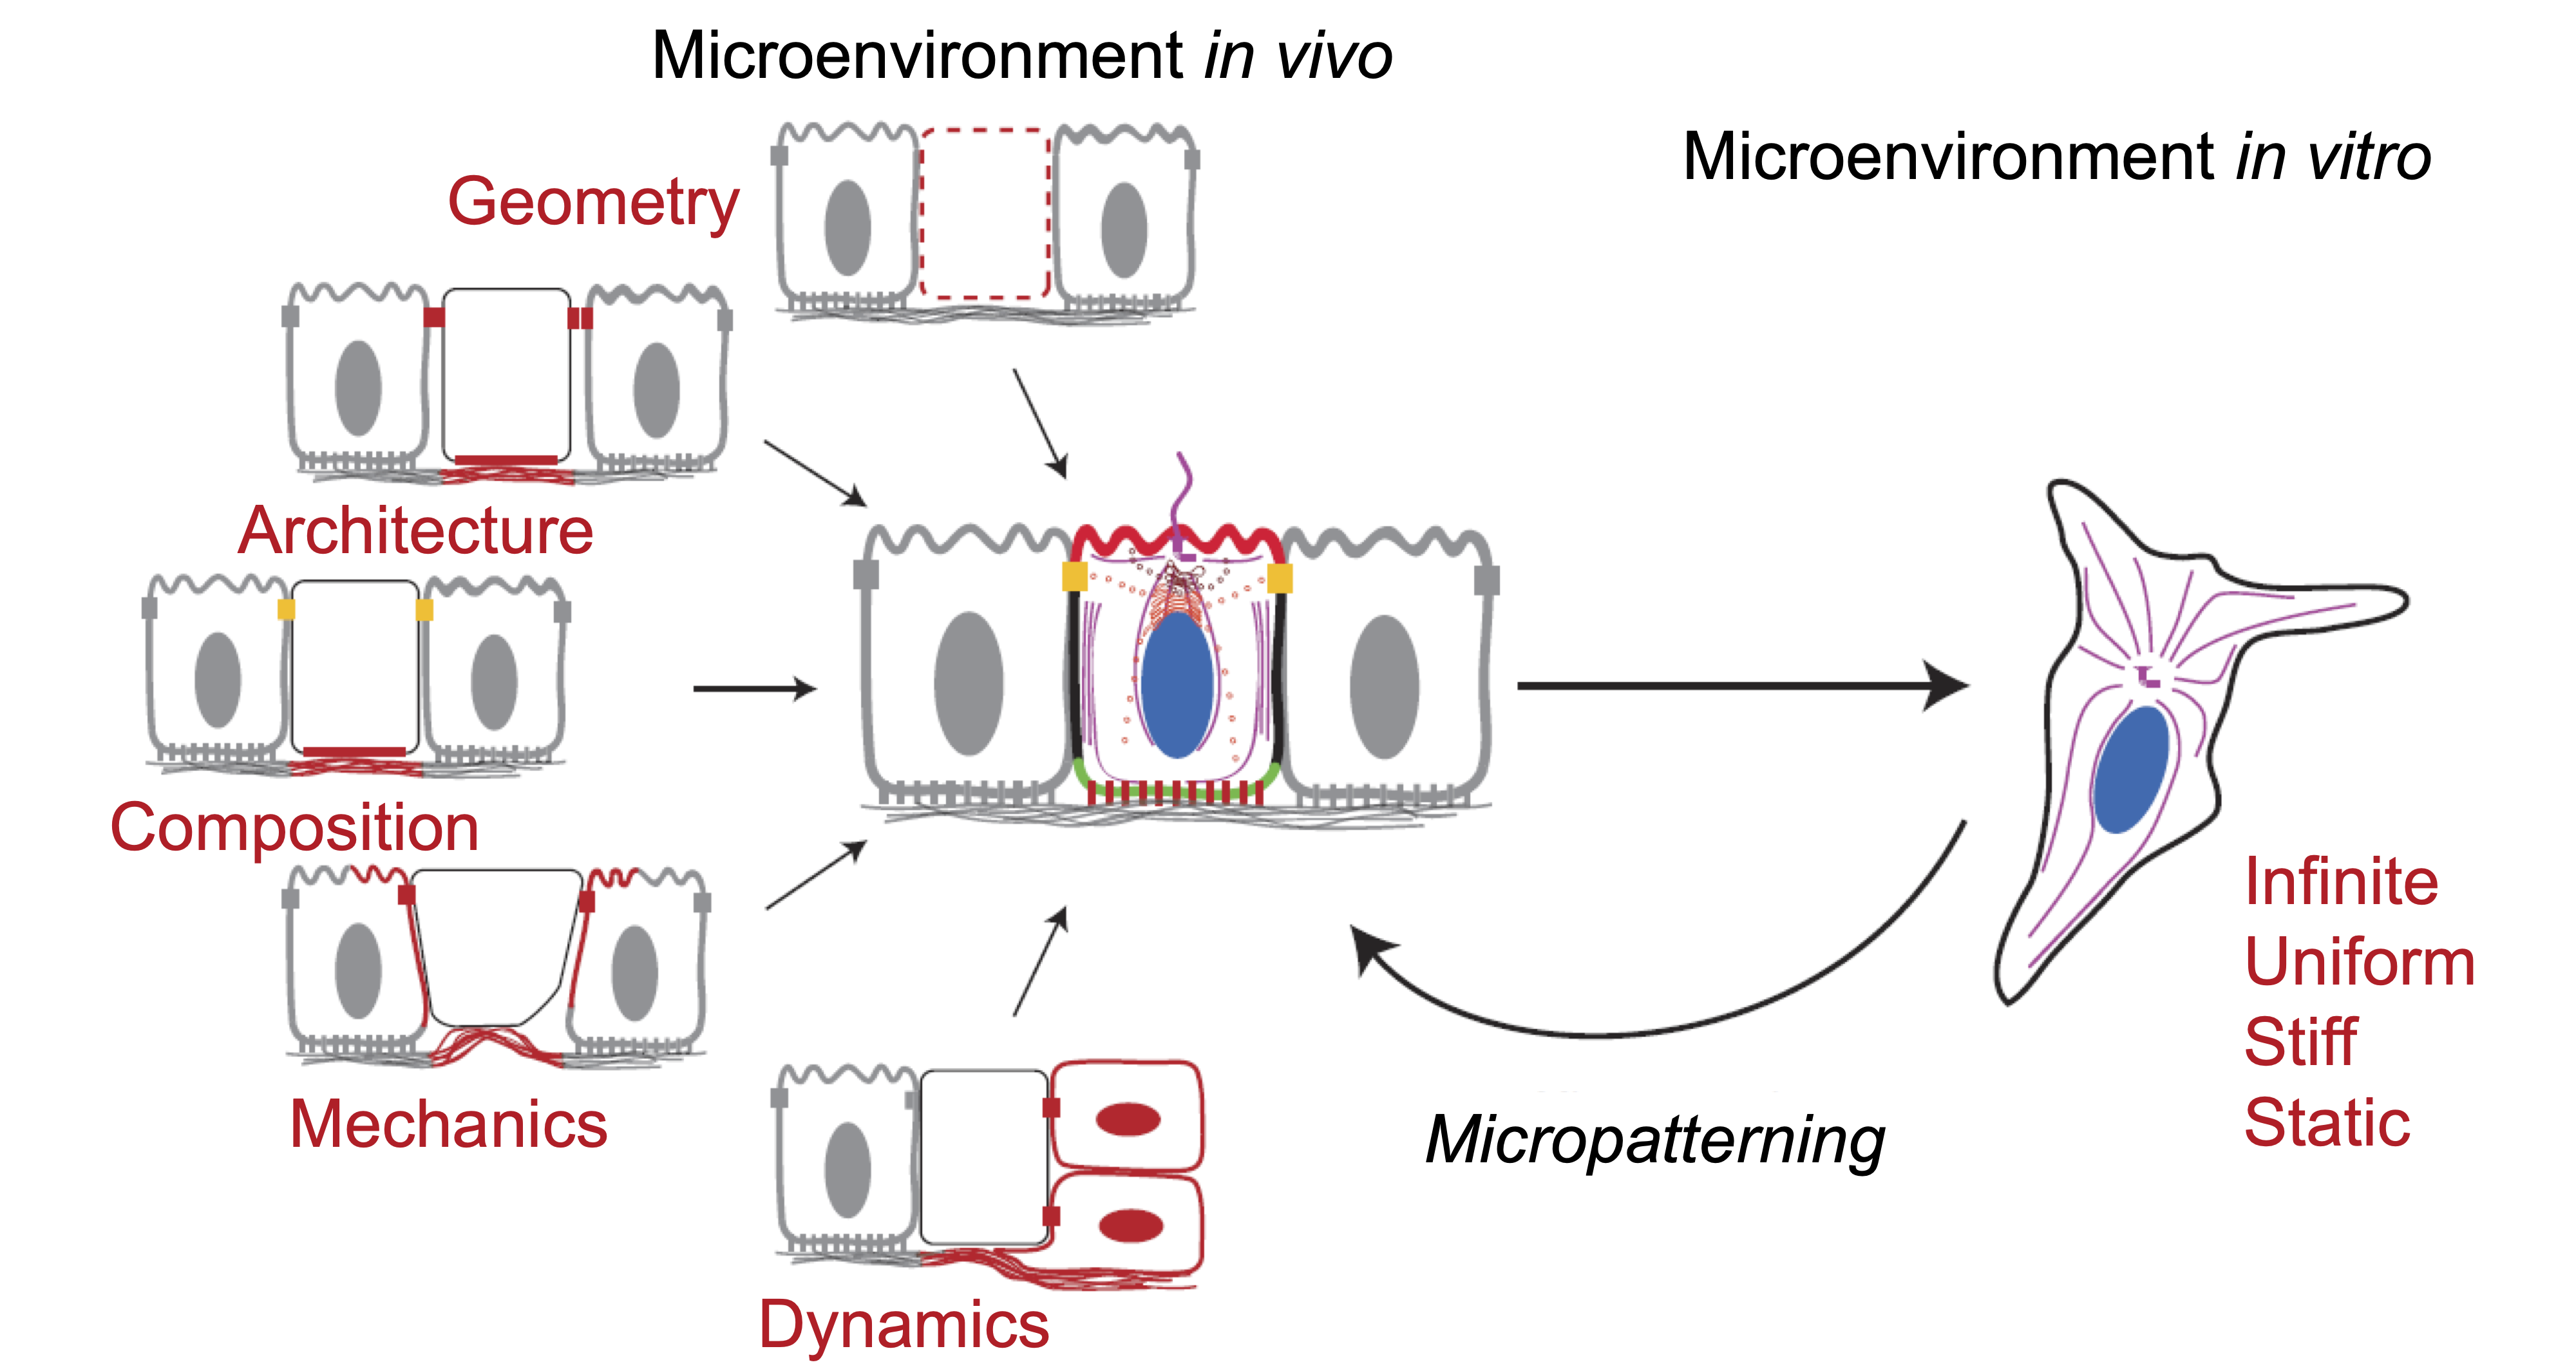 Microenvironment in vivo
Microenvironment in vitro
Geometry
Architecture
Composition
Mechanics
Dynamics
Micropatterning
Infinite
Uniform
Stiff
Static